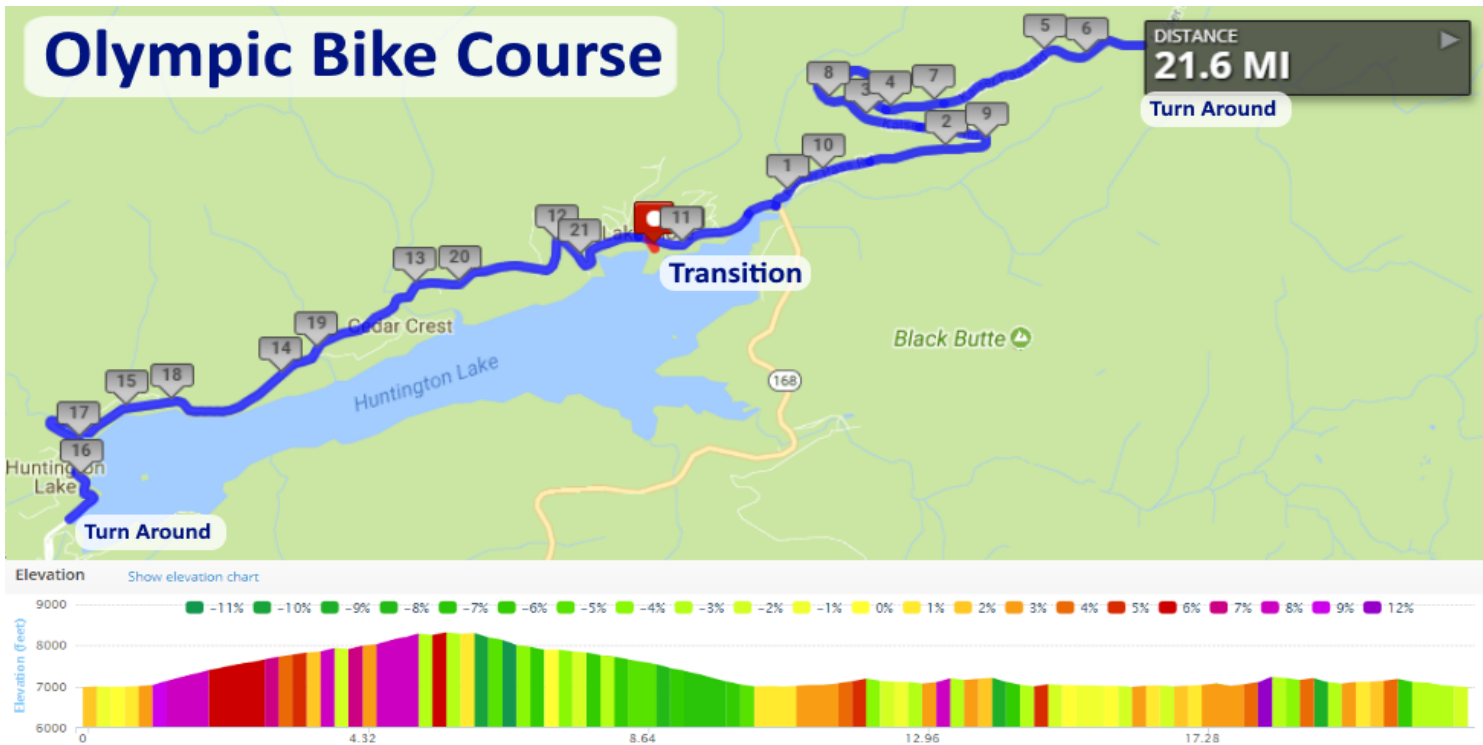 Olympic Bike Course
DISTANCE
21.6 MI
Turn Around
5
6
8
3
4
7
2
9
1
10
12
21
11
Transition
13
20
19
14
Cedar Crest
Black Butte
15
18
Huntington Lake
168
17
16
Huntington
Lake
Turn Around
Elevation
Show elevation chart
-11% -10% -9% -8% -7% -6% -5% -4% -3% -2% -1% 0% 1% 2% 3% 4% 5% 6% 7% 8% 9% 12%
Elevation (feet)
9000
8000
7000
6000
0 4.32 8.64 12.96 17.28